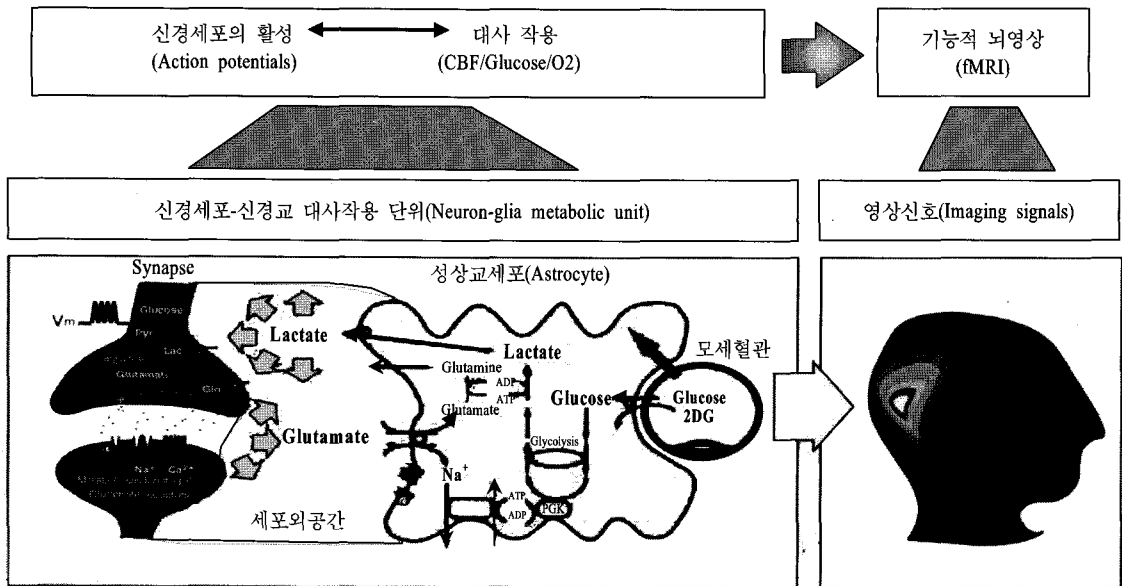 신경세포의 활성
(Action potentials)
대사 작용
(CBF/Glucose/O2)
기능적 뇌영상
(fMRI)
신경세포-신경교 대사작용 단위(Neuron-glia metabolic unit)
영상신호(Imaging signals)
Synapse
성상교세포(Astrocyte)
Vm
Glucose
Pyr
Lac
Glutamate
Gln
Lactate
Lactate
Glutamine
ADP
ATP
Glutamate
Glucose
모세혈관
Glucose
2DG
Glutamate
Glycolysis
Na+
Na+ Ca2+
ATP
ADP
PGK
세포외공간